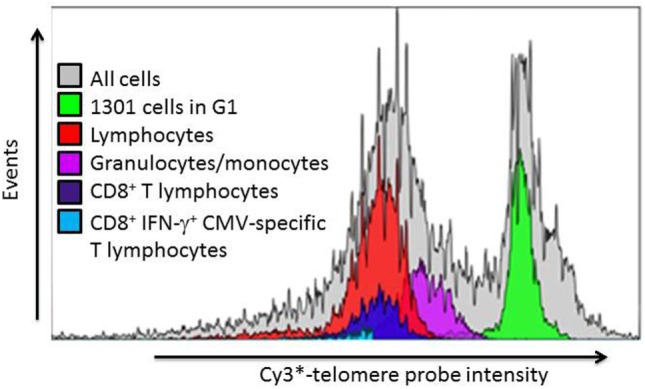 All cells
1301 cells in G1
Lymphocytes
Granulocytes/monocytes
CD8⁺ T lymphocytes
CD8⁺ IFN-γ⁺ CMV-specific
T lymphocytes
Events
Cy3*-telomere probe intensity